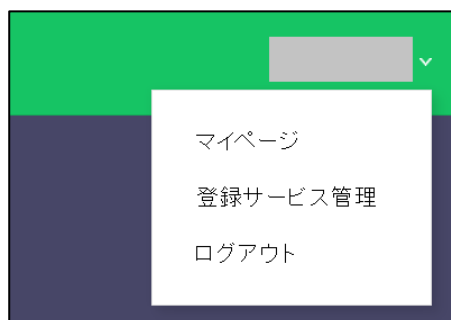 マイページ
登録サービス管理
ログアウト